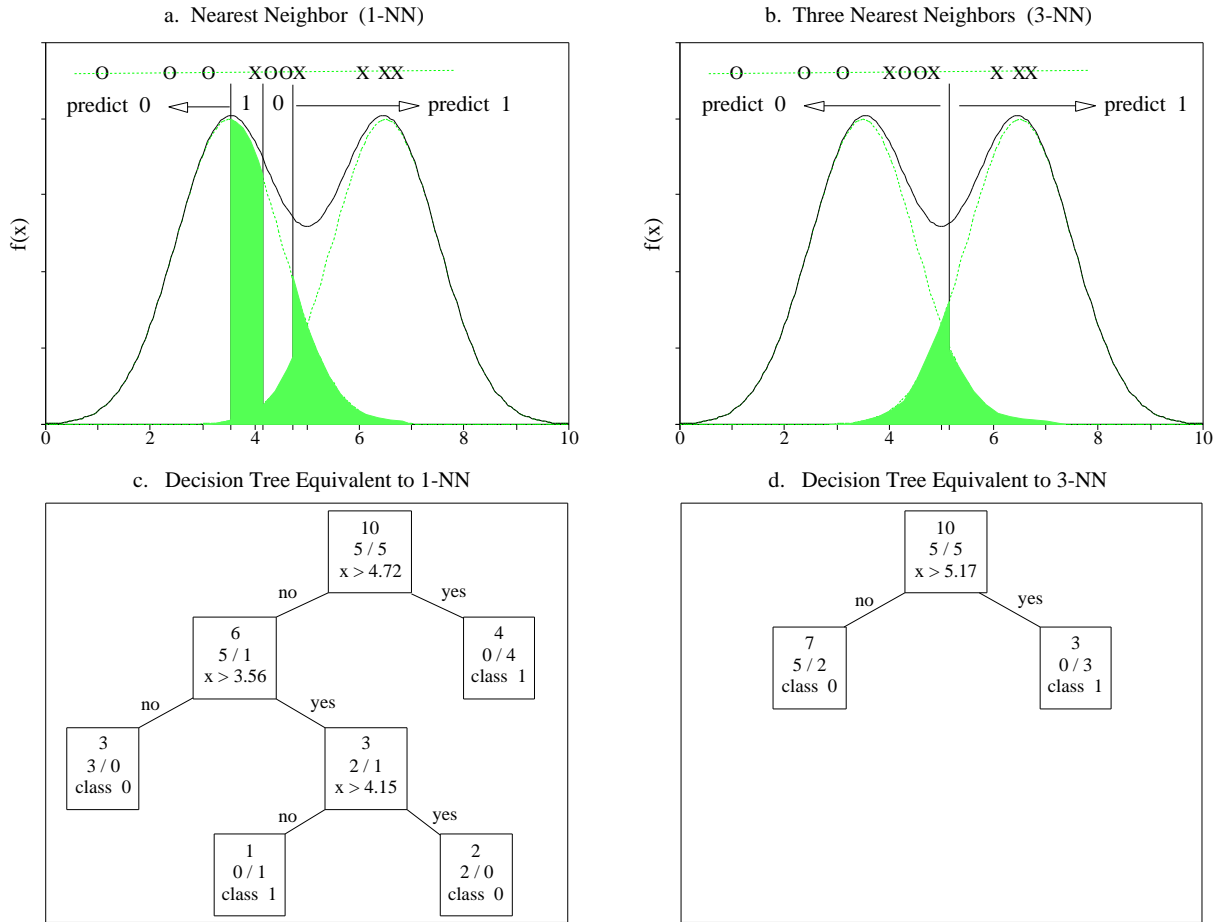 a. Nearest Neighbor (1-NN)
O O O X O O X X X X
predict 0 1 0 predict 1
f(x)
0 2 4 6 8 10
b. Three Nearest Neighbors (3-NN)
O O O X O O X X X X
predict 0 predict 1
f(x)
0 2 4 6 8 10
c. Decision Tree Equivalent to 1-NN
10
5 / 5
x > 4.72
no yes
6
5 / 1
x > 3.56
4
0 / 4
class 1
no yes
3
3 / 0
class 0
3
2 / 1
x > 4.15
no yes
1
0 / 1
class 1
2
2 / 0
class 0
d. Decision Tree Equivalent to 3-NN
10
5 / 5
x > 5.17
no yes
7
5 / 2
class 0
3
0 / 3
class 1